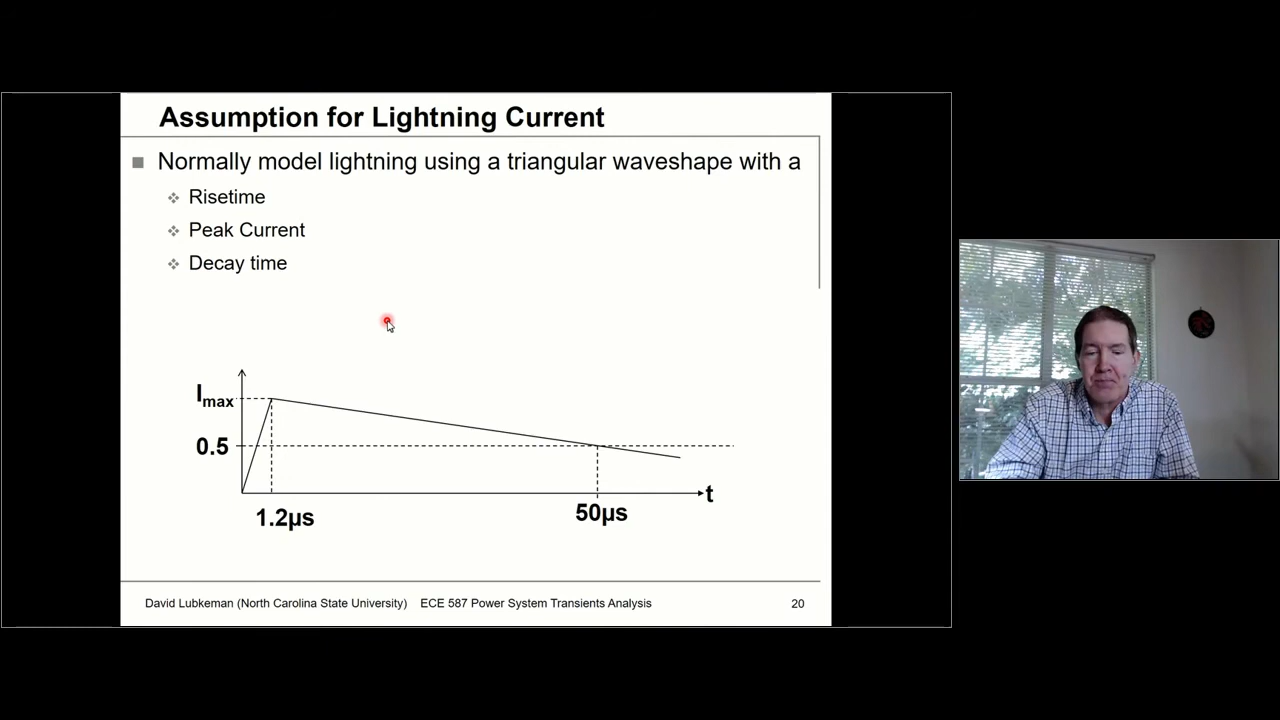 Assumption for Lightning Current
Normally model lightning using a triangular waveshape with a
Risetime
Peak Current
Decay time
Imax
0.5
t
1.2µs
50µs
David Lubkeman (North Carolina State University) ECE 587 Power System Transients Analysis 20